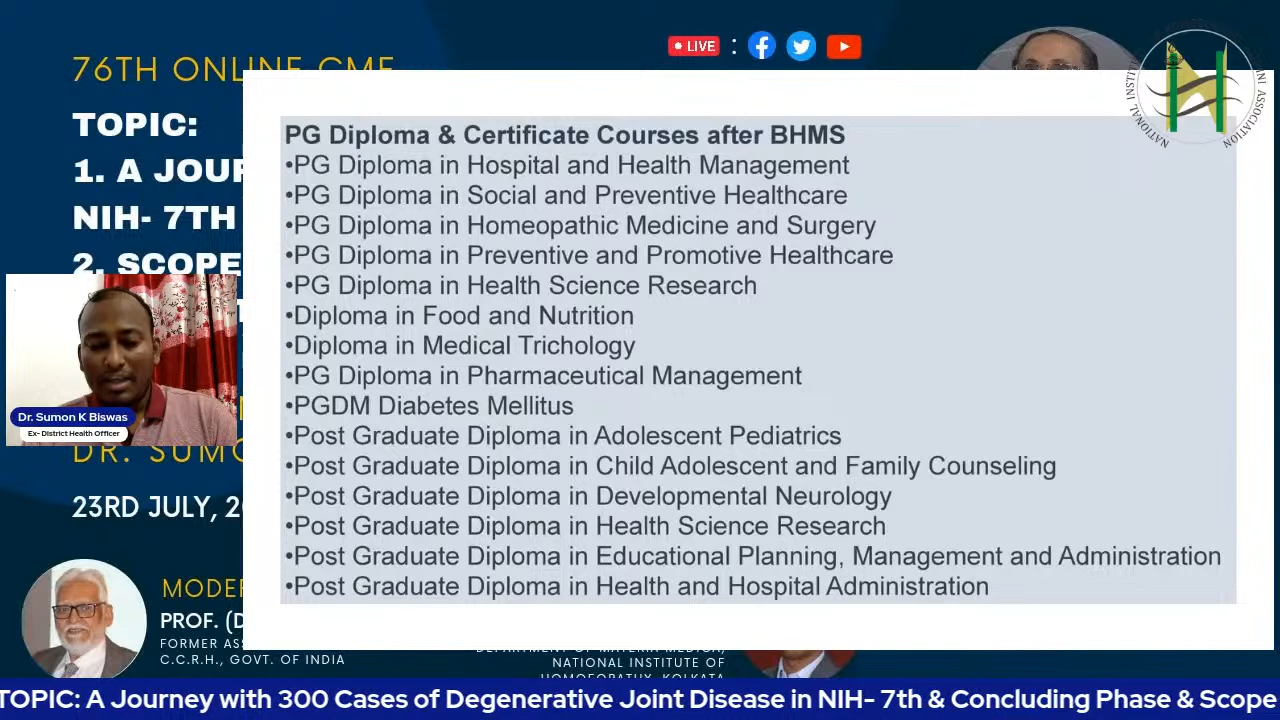 76TH ONLINE CME
LIVE :
TOPIC:
1. A JOUR
NIH- 7TH
2. SCOPE
PG Diploma & Certificate Courses after BHMS
•PG Diploma in Hospital and Health Management
•PG Diploma in Social and Preventive Healthcare
•PG Diploma in Homeopathic Medicine and Surgery
•PG Diploma in Preventive and Promotive Healthcare
•PG Diploma in Health Science Research
•Diploma in Food and Nutrition
•Diploma in Medical Trichology
•PG Diploma in Pharmaceutical Management
•PGDM Diabetes Mellitus
•Post Graduate Diploma in Adolescent Pediatrics
•Post Graduate Diploma in Child Adolescent and Family Counseling
•Post Graduate Diploma in Developmental Neurology
•Post Graduate Diploma in Health Science Research
•Post Graduate Diploma in Educational Planning, Management and Administration
•Post Graduate Diploma in Health and Hospital Administration
Dr. Sumon K Biswas
Ex- District Health Officer
DR. SUMO
23RD JULY, 2
MODER
PROF. (D
FORMER ASS
C.C.R.H., GOVT. OF INDIA
DEPARTMENT OF MATERIA MEDICA,
NATIONAL INSTITUTE OF
HOMOEOPATHY, KOLKATA
TOPIC: A Journey with 300 Cases of Degenerative Joint Disease in NIH- 7th & Concluding Phase & Scope